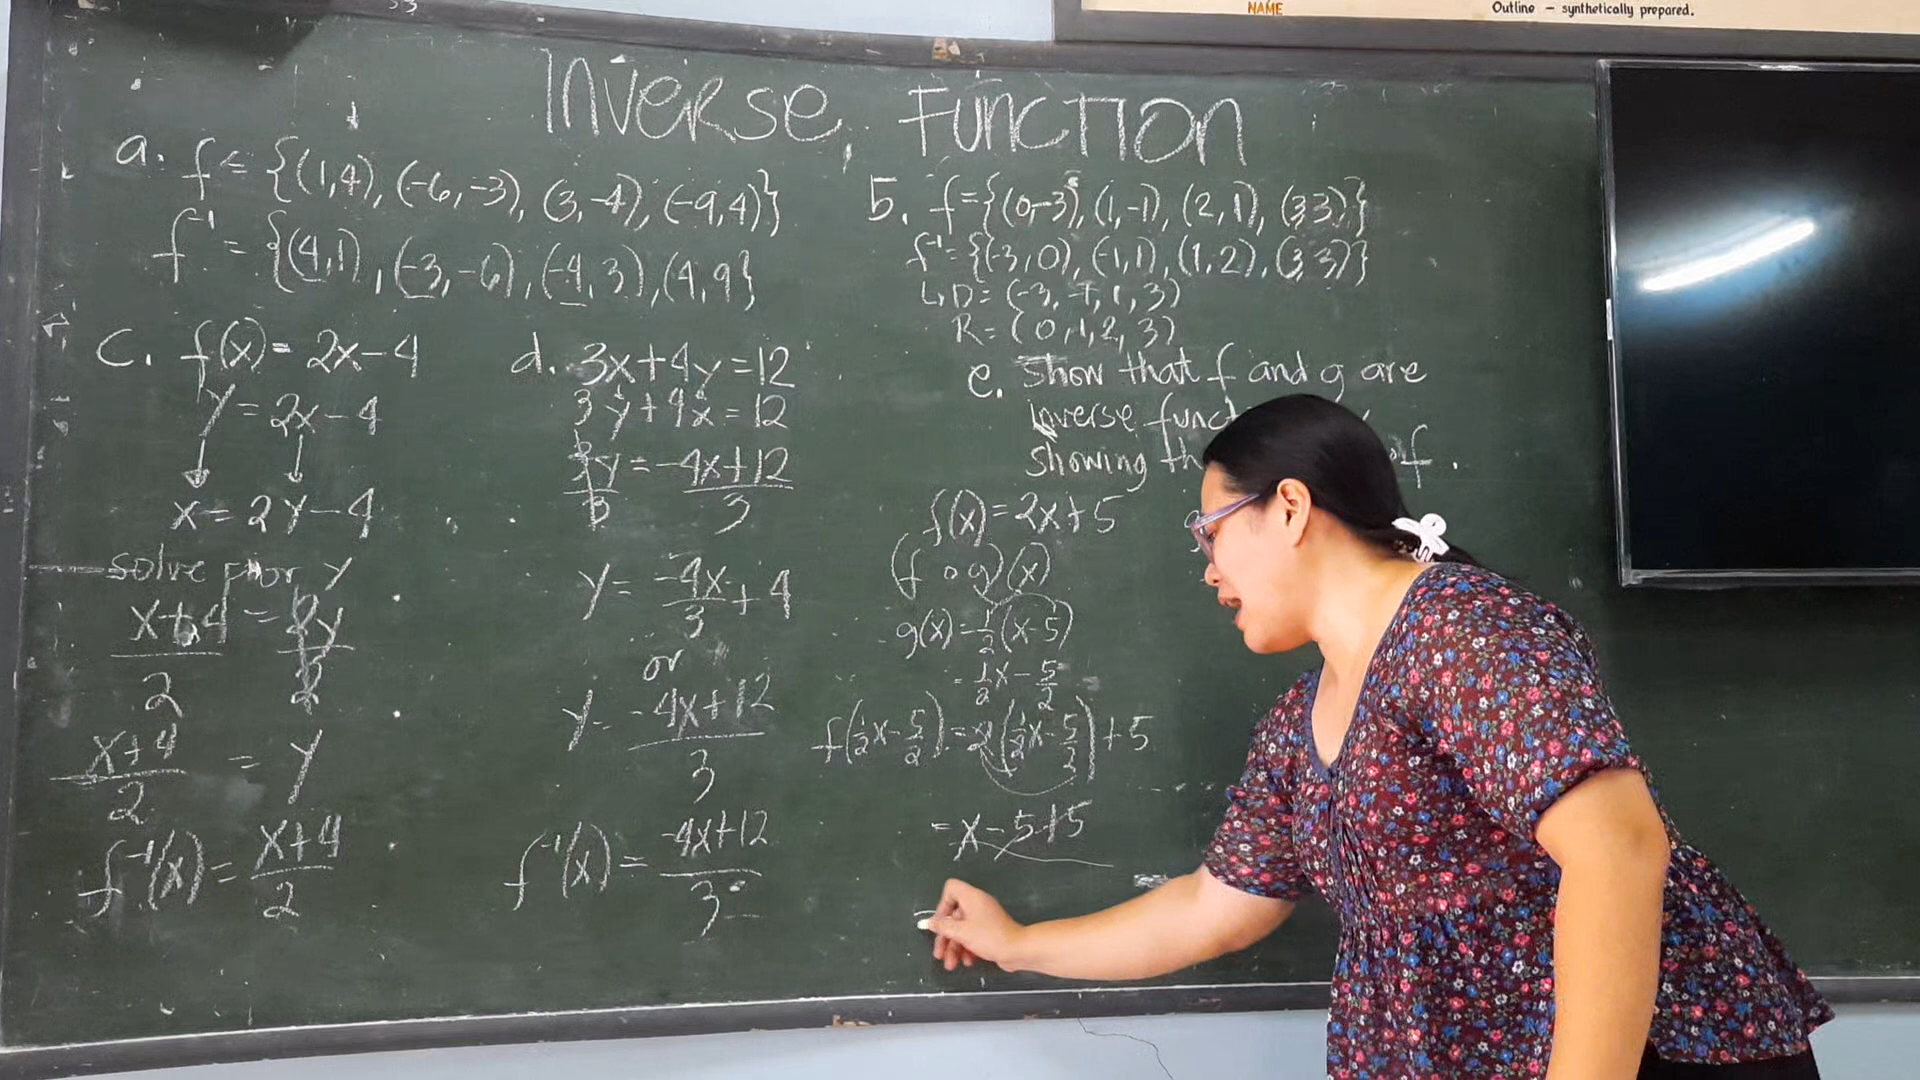 NAME
Outline – synthetically prepared.
Inverse Function
a. f = {(1,4), (-6,-3), (3,-4), (-9,4)}
f⁻¹ = {(4,1), (-3,-6), (-4,3), (4,9}
b. f={(0,-3), (1,-1), (2,1), (3,3)}
f⁻¹={(-3,0), (-1,1), (1,2), (3,3)}
↳ D= (-3, -1, 1, 3)
R= (0, 1, 2, 3)
c. f(x)= 2x-4
y = 2x-4
x= 2y-4
solve for y
x+4 / 2 = 2y / 2
x+4 / 2 = y
f⁻¹(x) = x+4 / 2
d. 3x+4y=12
3y+4x=12
3y / 3 = -4x+12 / 3
y = -4x / 3 + 4
or
y = -4x+12 / 3
f⁻¹(x) = -4x+12 / 3
e. Show that f and g are
inverse funct
showing th of.
f(x)=2x+5
(f o g)(x)
g(x)=1/2(x-5)
= 1/2x - 5/2
f(1/2x - 5/2) = 2(1/2x - 5/2)+5
= x-5+5
=